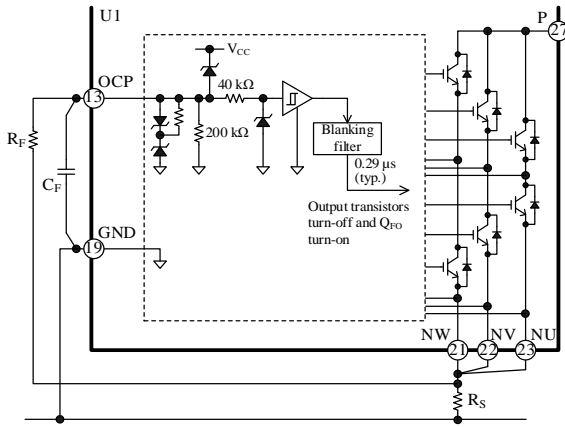 U1
P
27
VCC
OCP
13
40 kΩ
200 kΩ
RF
CF
Blanking
filter
0.29 µs
(typ.)
Output transistors
turn-off and QFO
turn-on
GND
19
NW
NV
NU
21
22
23
RS